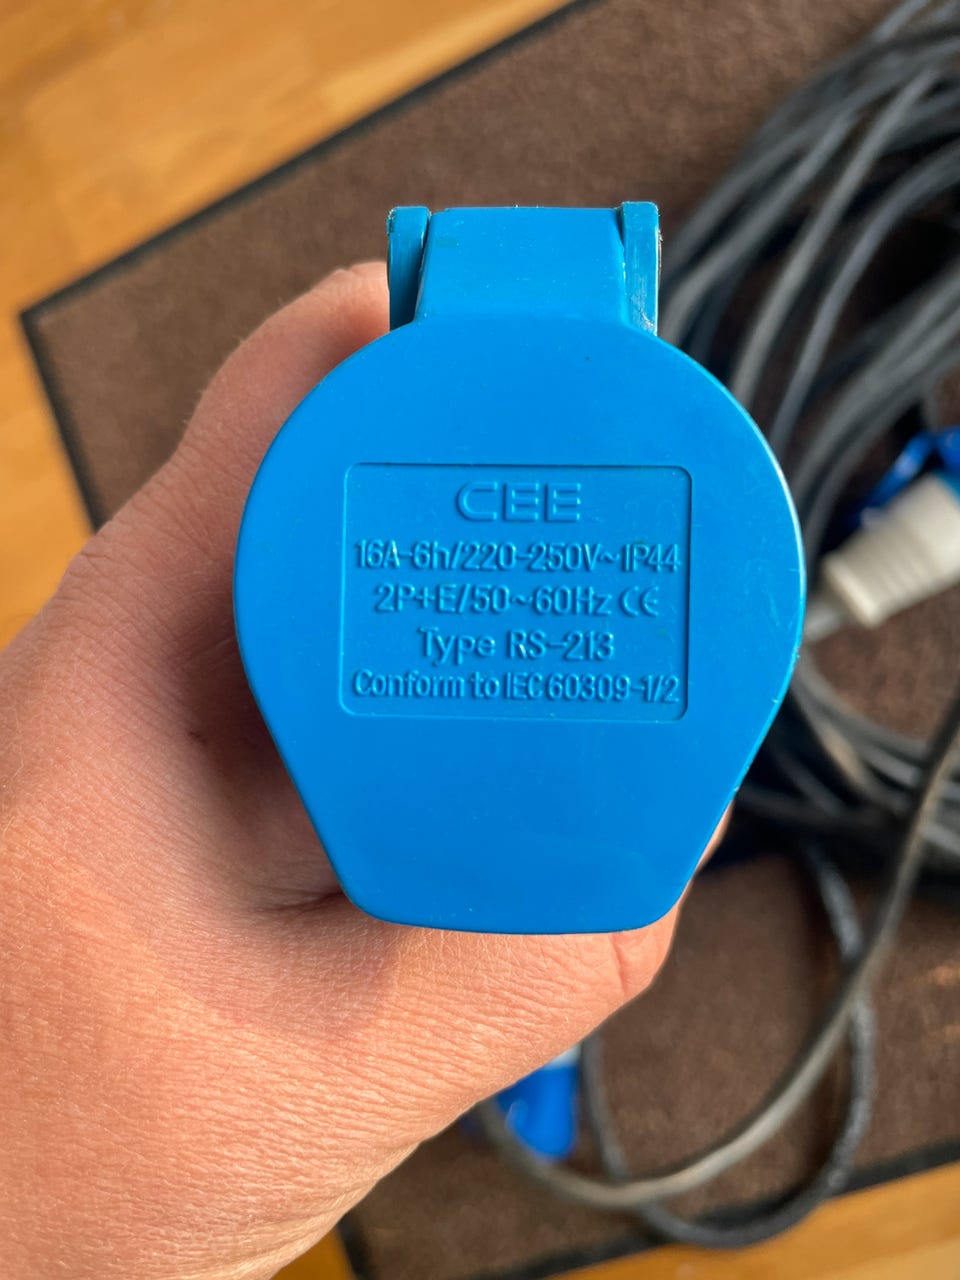 CEE
16A-6h/220-250V~IP44
2P+E/50~60Hz CE
Type RS-213
Conform to IEC 60309-1/2